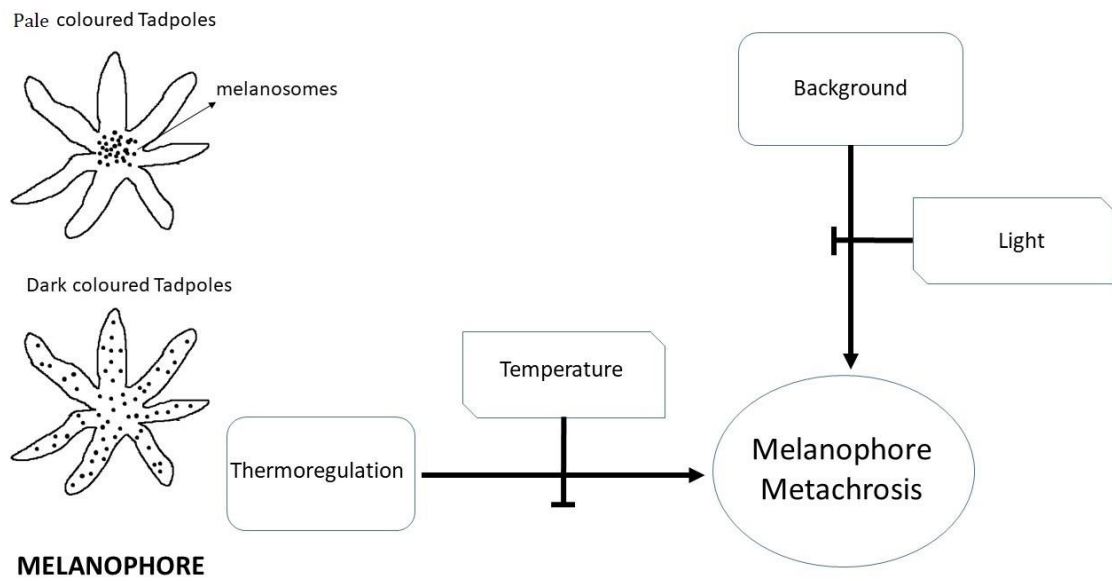 Pale coloured Tadpoles
melanosomes
Dark coloured Tadpoles
MELANOPHORE
Background
Light
Temperature
Thermoregulation
Melanophore
Metachrosis